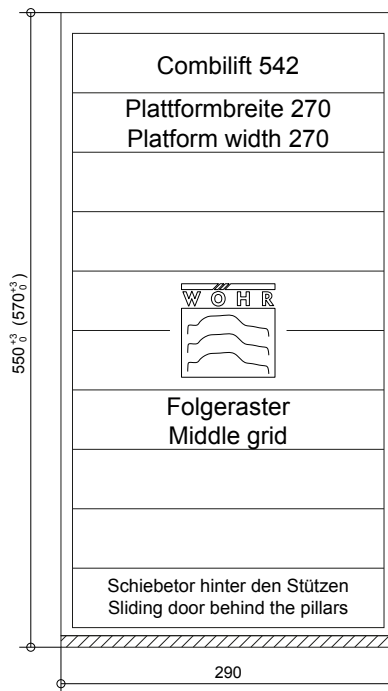 Combilift 542
Plattformbreite 270
Platform width 270
550 +3 0 (570 +3 0)
WÖHR
Folgeraster
Middle grid
Schiebetor hinter den Stützen
Sliding door behind the pillars
290